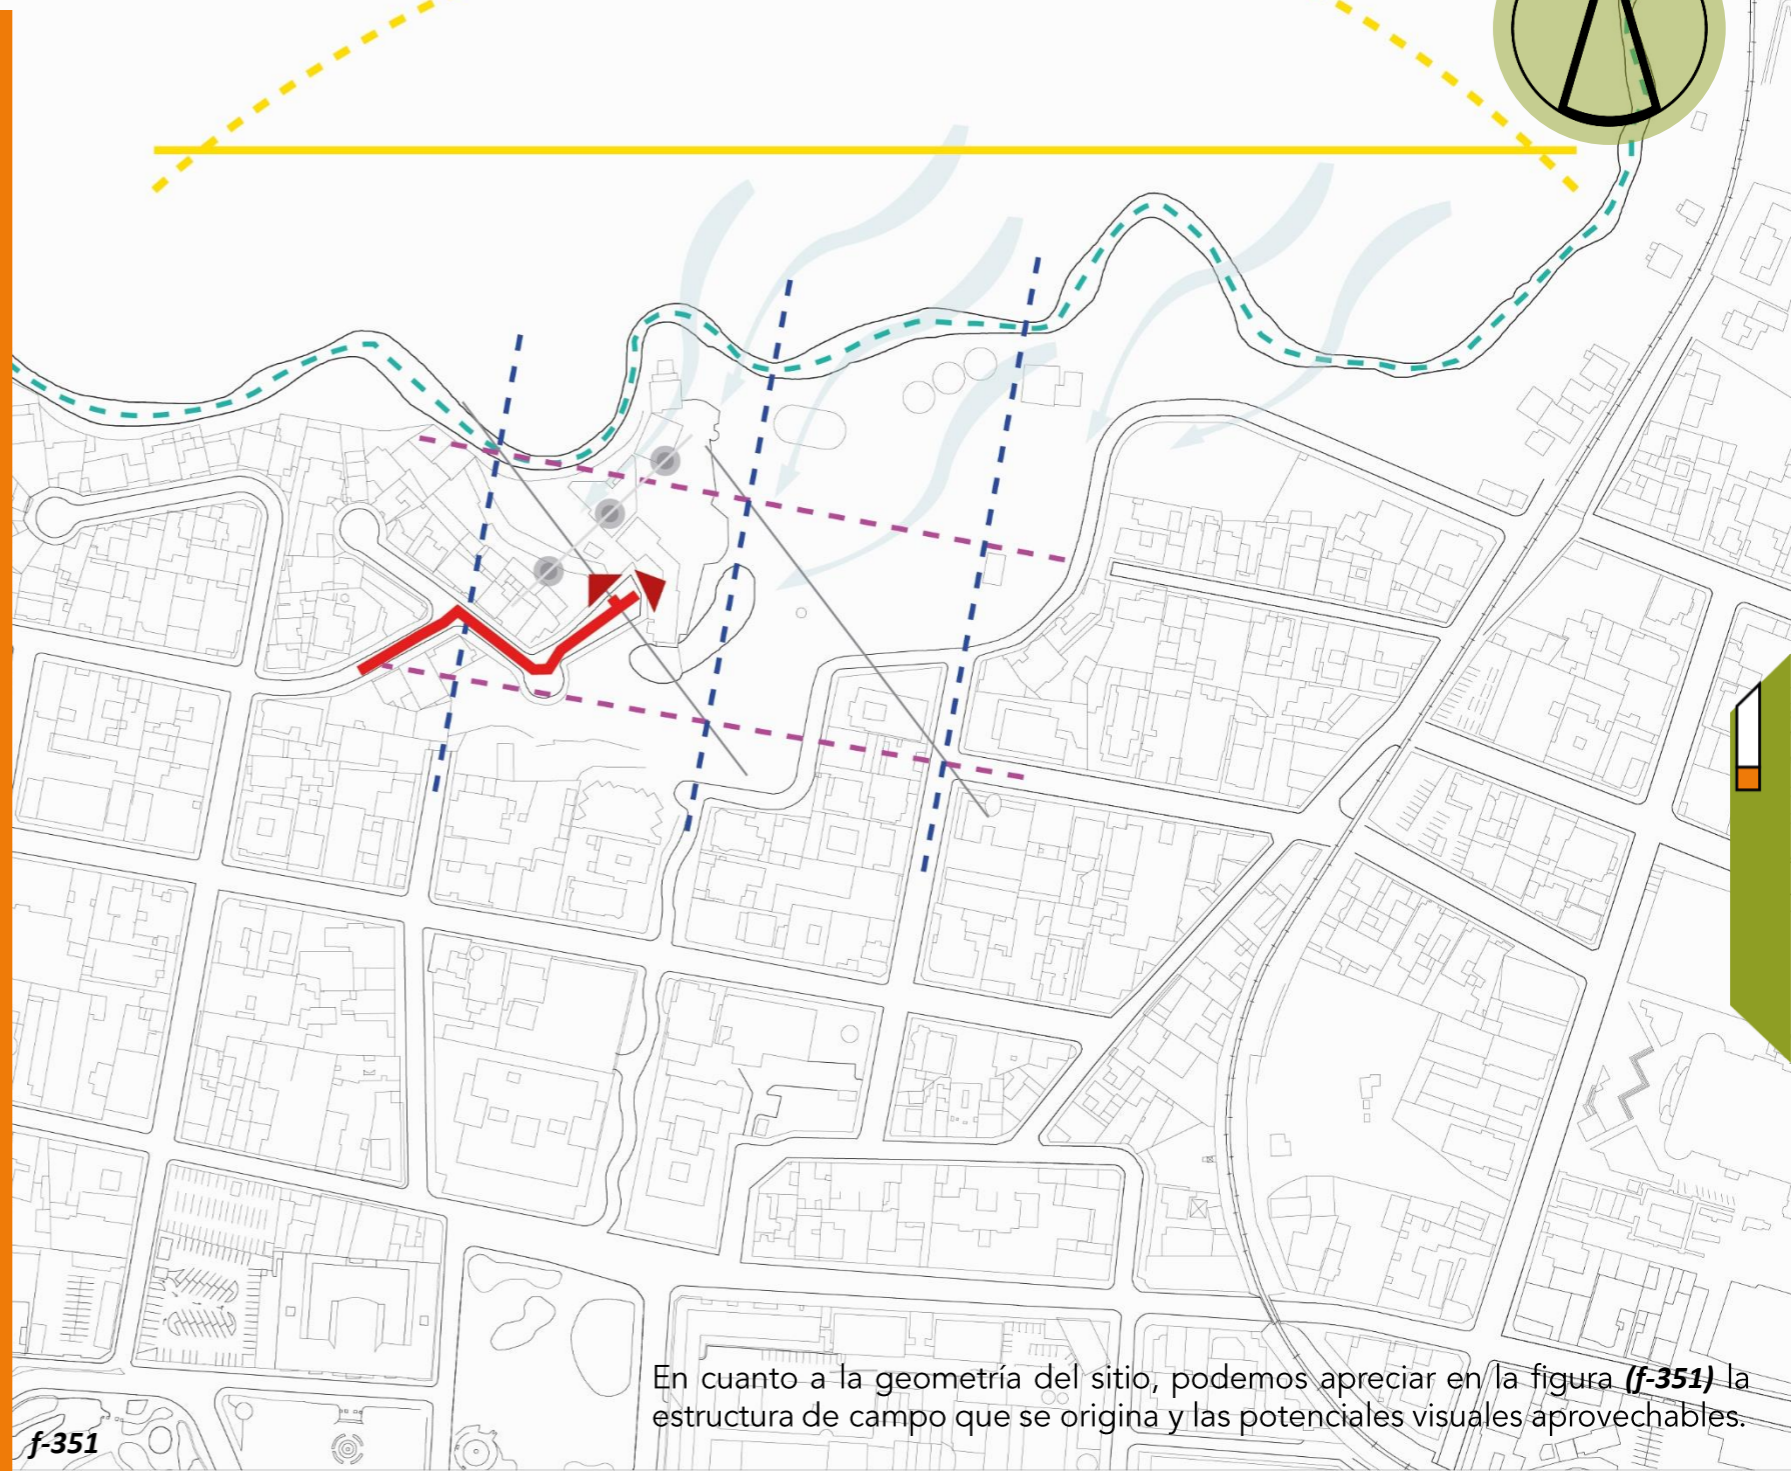 En cuanto a la geometría del sitio, podemos apreciar en la figura (f-351) la
estructura de campo que se origina y las potenciales visuales aprovechables.
f-351